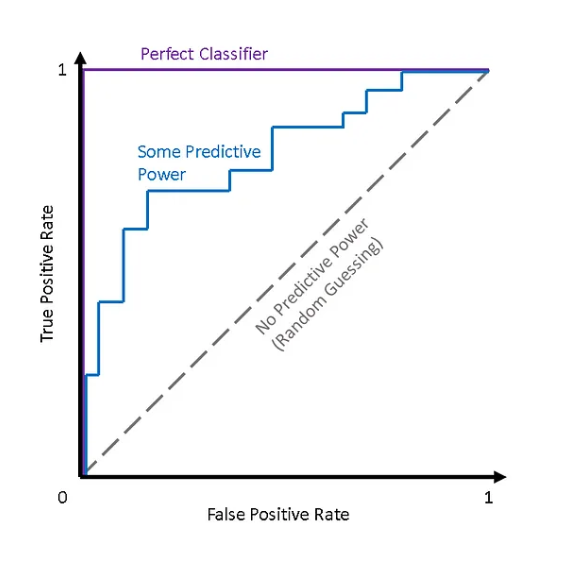 Perfect Classifier
1
Some Predictive
Power
True Positive Rate
No Predictive Power
(Random Guessing)
0
1
False Positive Rate